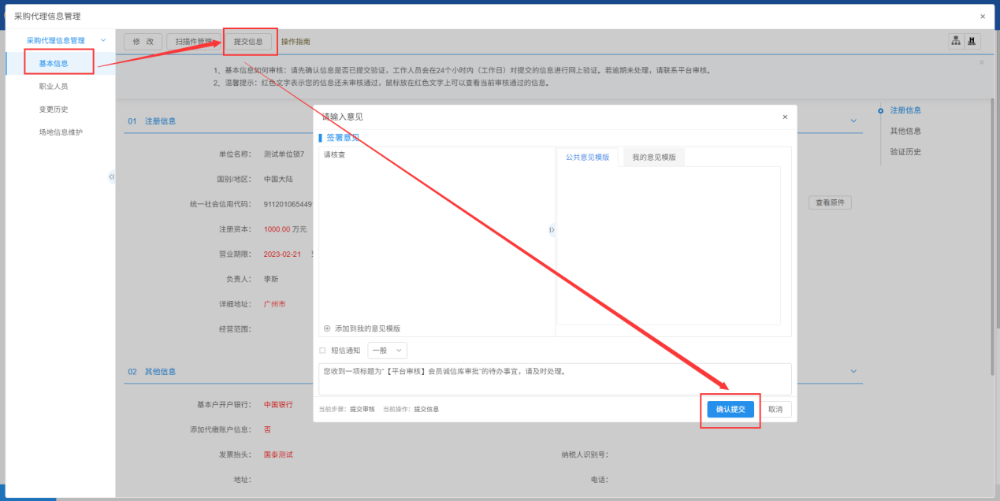 采购代理信息管理
×
采购代理信息管理
基本信息
职业人员
变更历史
场地信息维护
修 改
扫描件管理
提交信息
操作指南
1、基本信息如何审核：请先确认信息是否已提交验证，工作人员会在24个小时内（工作日）对提交的信息进行网上验证。若逾期未处理，请联系平台审核。
2、温馨提示：红色文字表示您的信息还未审核通过，鼠标放在红色文字上可以查看当前审核通过的信息。
01 注册信息
单位名称： 测试单位锁7
国别/地区： 中国大陆
统一社会信用代码： 911201065449
注册资本： 1000.00 万元
营业期限： 2023-02-21
负责人： 李斯
详细地址： 广州市
经营范围：
查看原件
02 其他信息
基本户开户银行： 中国银行
添加代缴账户信息： 否
发票抬头： 国泰测试
纳税人识别号：
地址：
电话：
注册信息
其他信息
验证历史
请输入意见
×
签署意见
请核查
公共意见模版
我的意见模版
添加到我的意见模版
短信通知 一般
您收到一项标题为“【平台审核】会员诚信库审批”的待办事宜，请及时处理。
当前步骤：提交审核 当前操作：提交信息
确认提交
取消